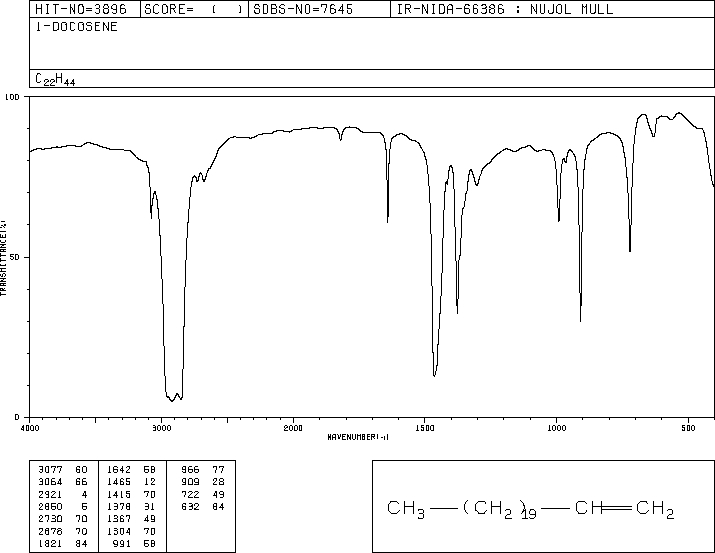 HIT-NO=3896 SCORE= ( ) SDBS-NO=7645 IR-NIDA-66386 : NUJOL MULL
1-DOCOSENE
C22H44
100
50
0
TRANSMITTANCE(%)
4000 3000 2000 1500 1000 500
WAVENUMBER(-1)
3077 60 1642 58 966 77
3064 66 1465 12 909 28
2921 4 1415 70 722 49
2850 5 1378 31 632 84
2730 70 1367 49
2678 70 1304 70
1821 84 991 58
CH3 — (CH2)19 — CH=CH2